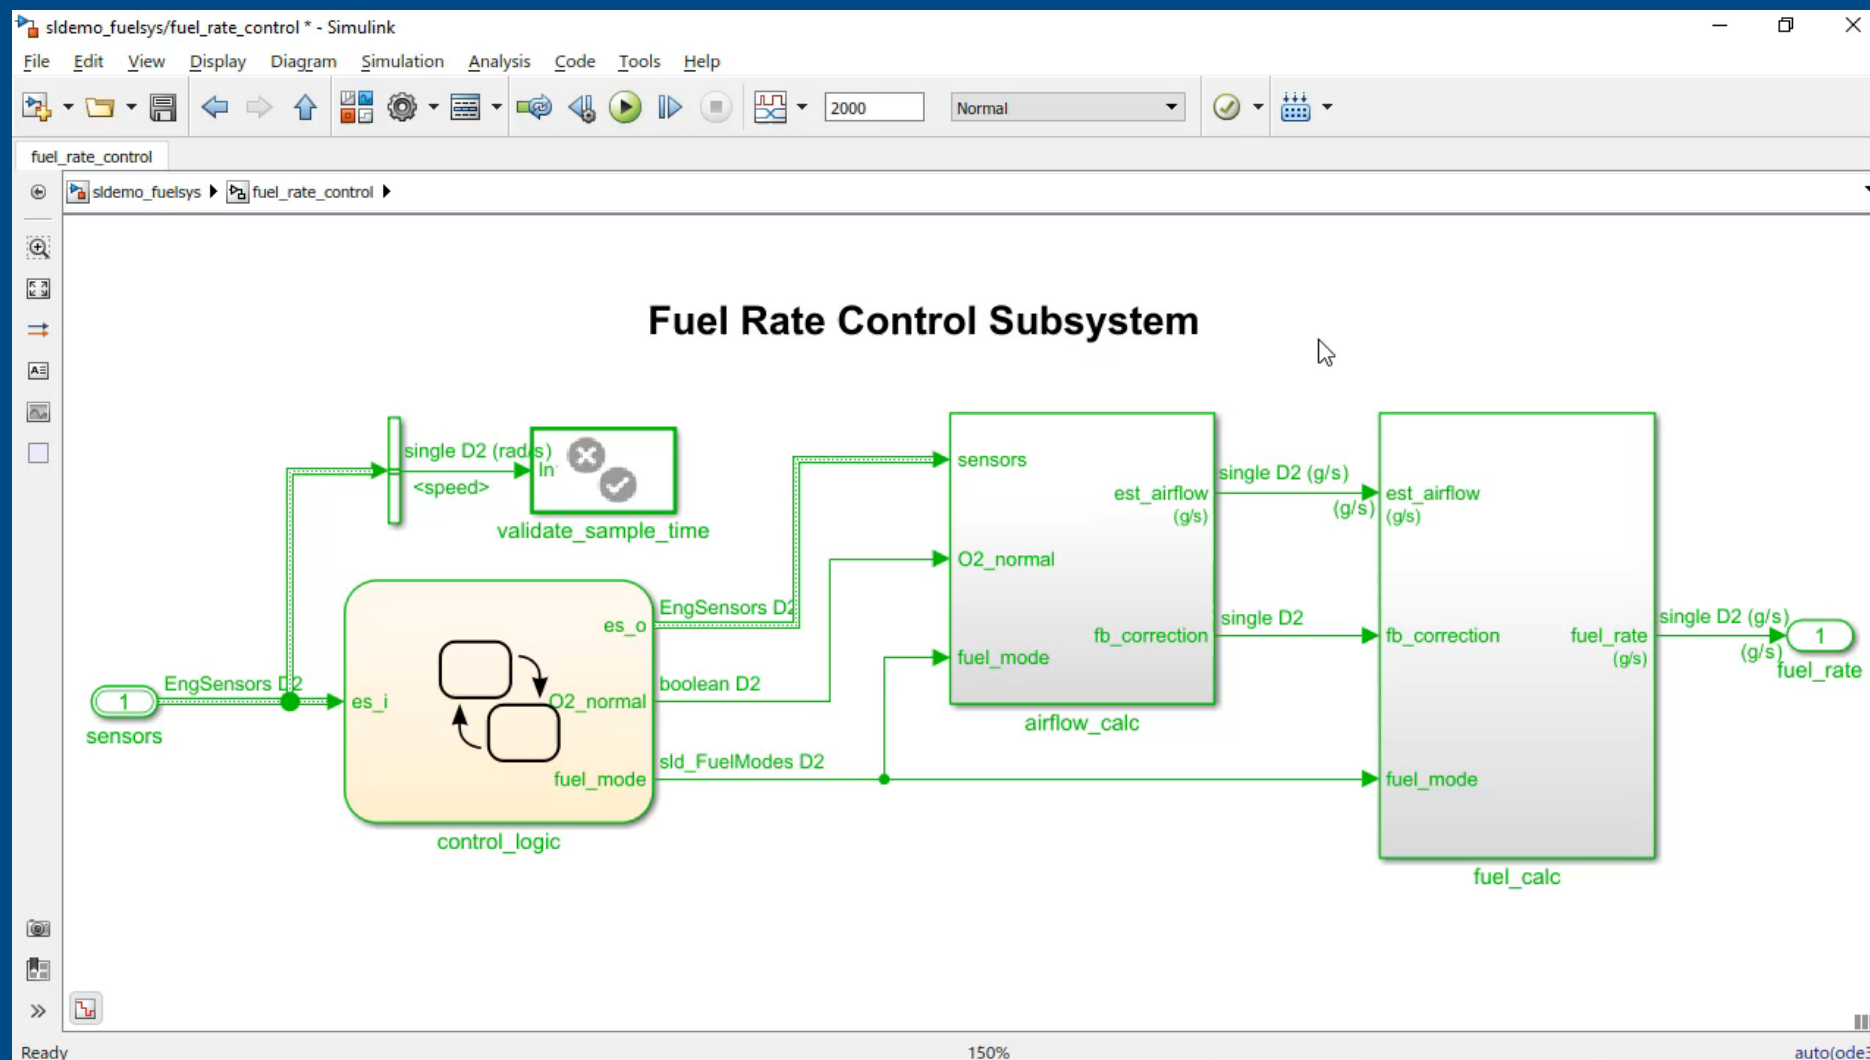 sldemo_fuelsys/fuel_rate_control * - Simulink
File Edit View Display Diagram Simulation Analysis Code Tools Help
2000 Normal
fuel_rate_control
sldemo_fuelsys fuel_rate_control
Fuel Rate Control Subsystem
single D2 (rad/s)
In
<speed>
validate_sample_time
1
EngSensors D2
sensors
es_i
es_o
O2_normal
fuel_mode
control_logic
EngSensors D2
boolean D2
sld_FuelModes D2
sensors
O2_normal
fuel_mode
est_airflow
(g/s)
fb_correction
airflow_calc
single D2 (g/s)
(g/s)
single D2
est_airflow
(g/s)
fb_correction
fuel_mode
fuel_rate
(g/s)
fuel_calc
single D2 (g/s)
(g/s)
1
fuel_rate
Ready 150%